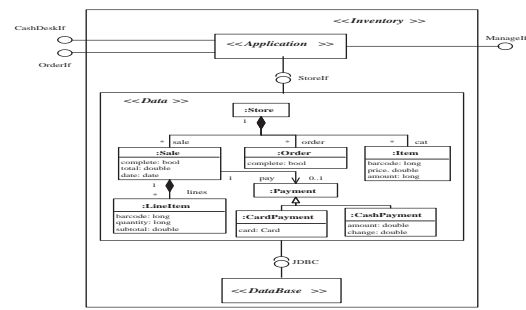 <<Inventory >>
CashDeskIf
<<Application >>
ManageIf
OrderIf
StoreIf
<<Data >>
:Store
1
* sale
* order
* cat
:Sale
complete: bool
total: double
date: date
:Order
complete: bool
:Item
barcode: long
price. double
amount: long
1
1 pay 0..1
* lines
:Payment
:LineItem
barcode: long
quantity: long
subtotal: double
:CardPayment
card: Card
:CashPayment
amount: double
change: double
JDBC
<<DataBase >>